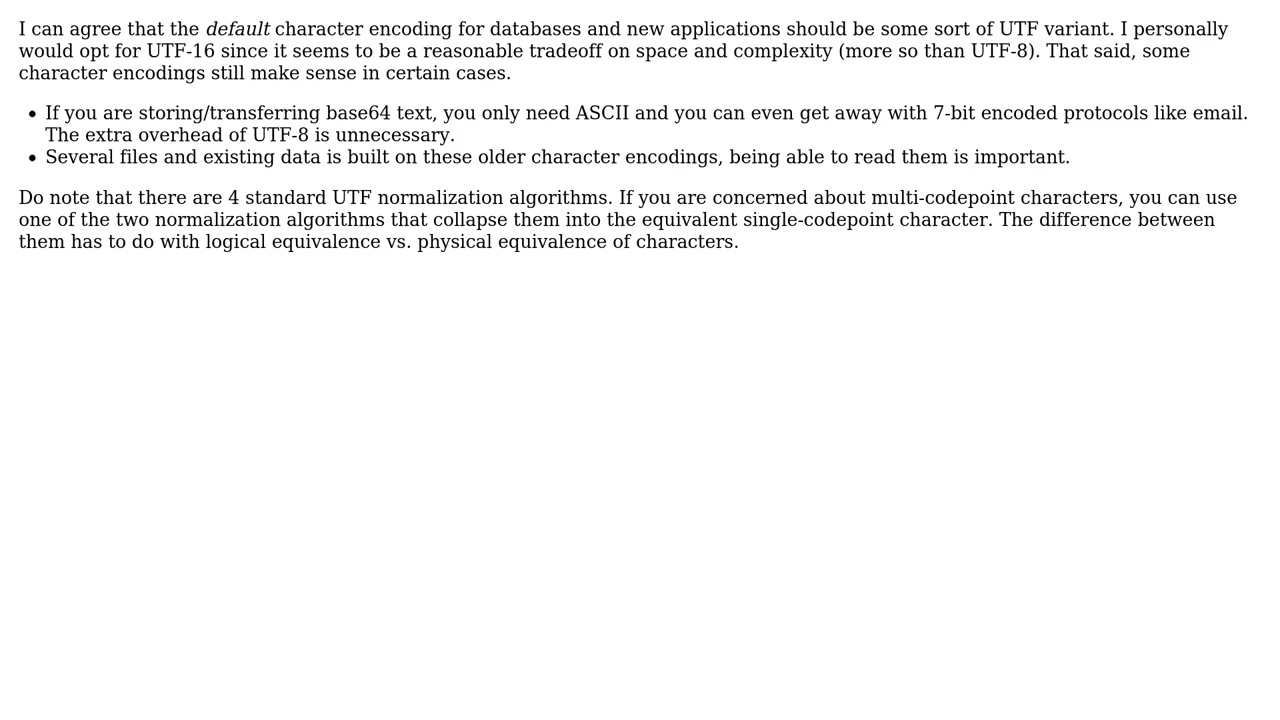 I can agree that the default character encoding for databases and new applications should be some sort of UTF variant. I personally
would opt for UTF-16 since it seems to be a reasonable tradeoff on space and complexity (more so than UTF-8). That said, some
character encodings still make sense in certain cases.
• If you are storing/transferring base64 text, you only need ASCII and you can even get away with 7-bit encoded protocols like email.
The extra overhead of UTF-8 is unnecessary.
• Several files and existing data is built on these older character encodings, being able to read them is important.
Do note that there are 4 standard UTF normalization algorithms. If you are concerned about multi-codepoint characters, you can use
one of the two normalization algorithms that collapse them into the equivalent single-codepoint character. The difference between
them has to do with logical equivalence vs. physical equivalence of characters.